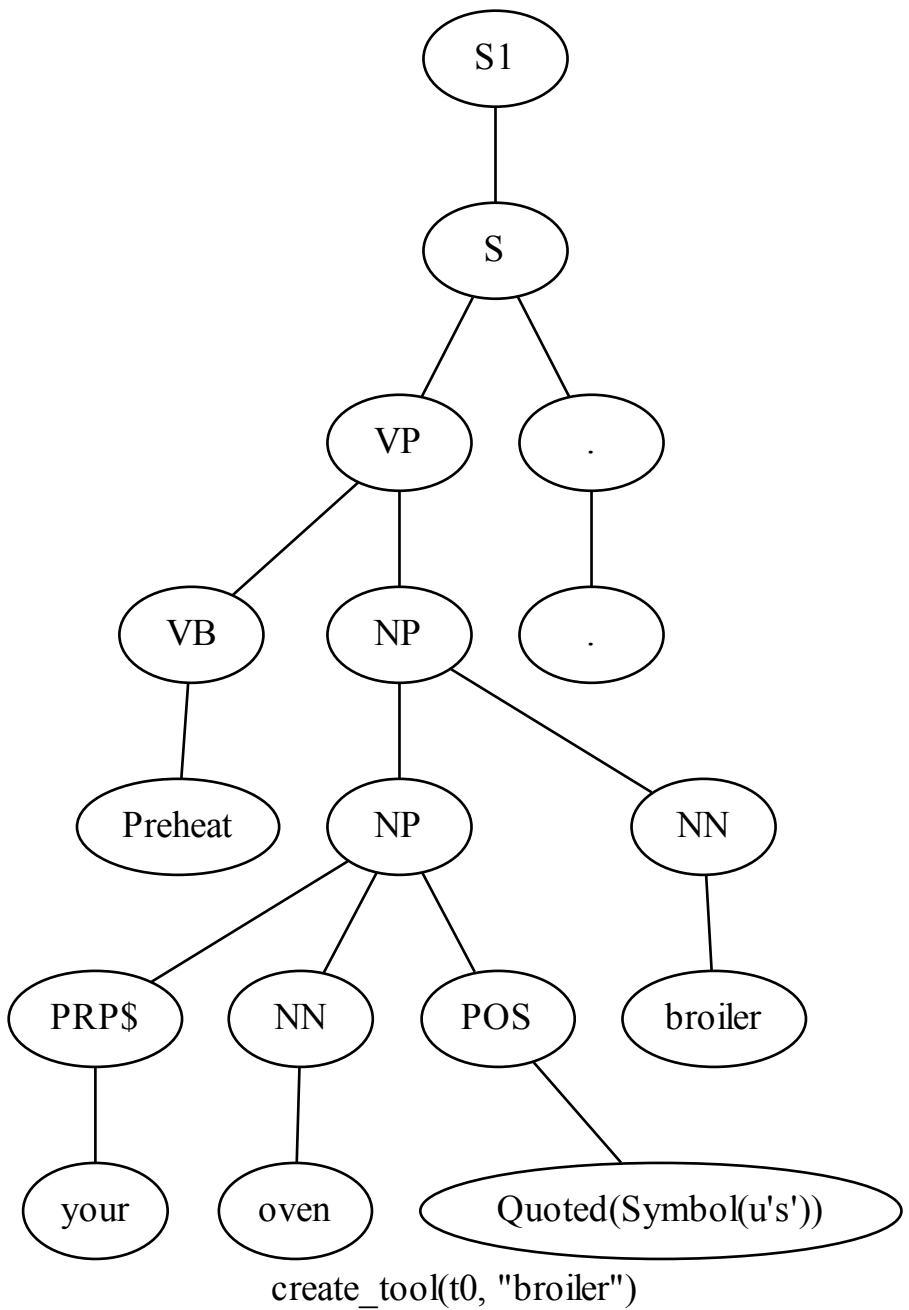 S1
S
VP .
VB NP .
Preheat NP NN
PRP$ NN POS broiler
your oven Quoted(Symbol(u's'))
create_tool(t0, "broiler")